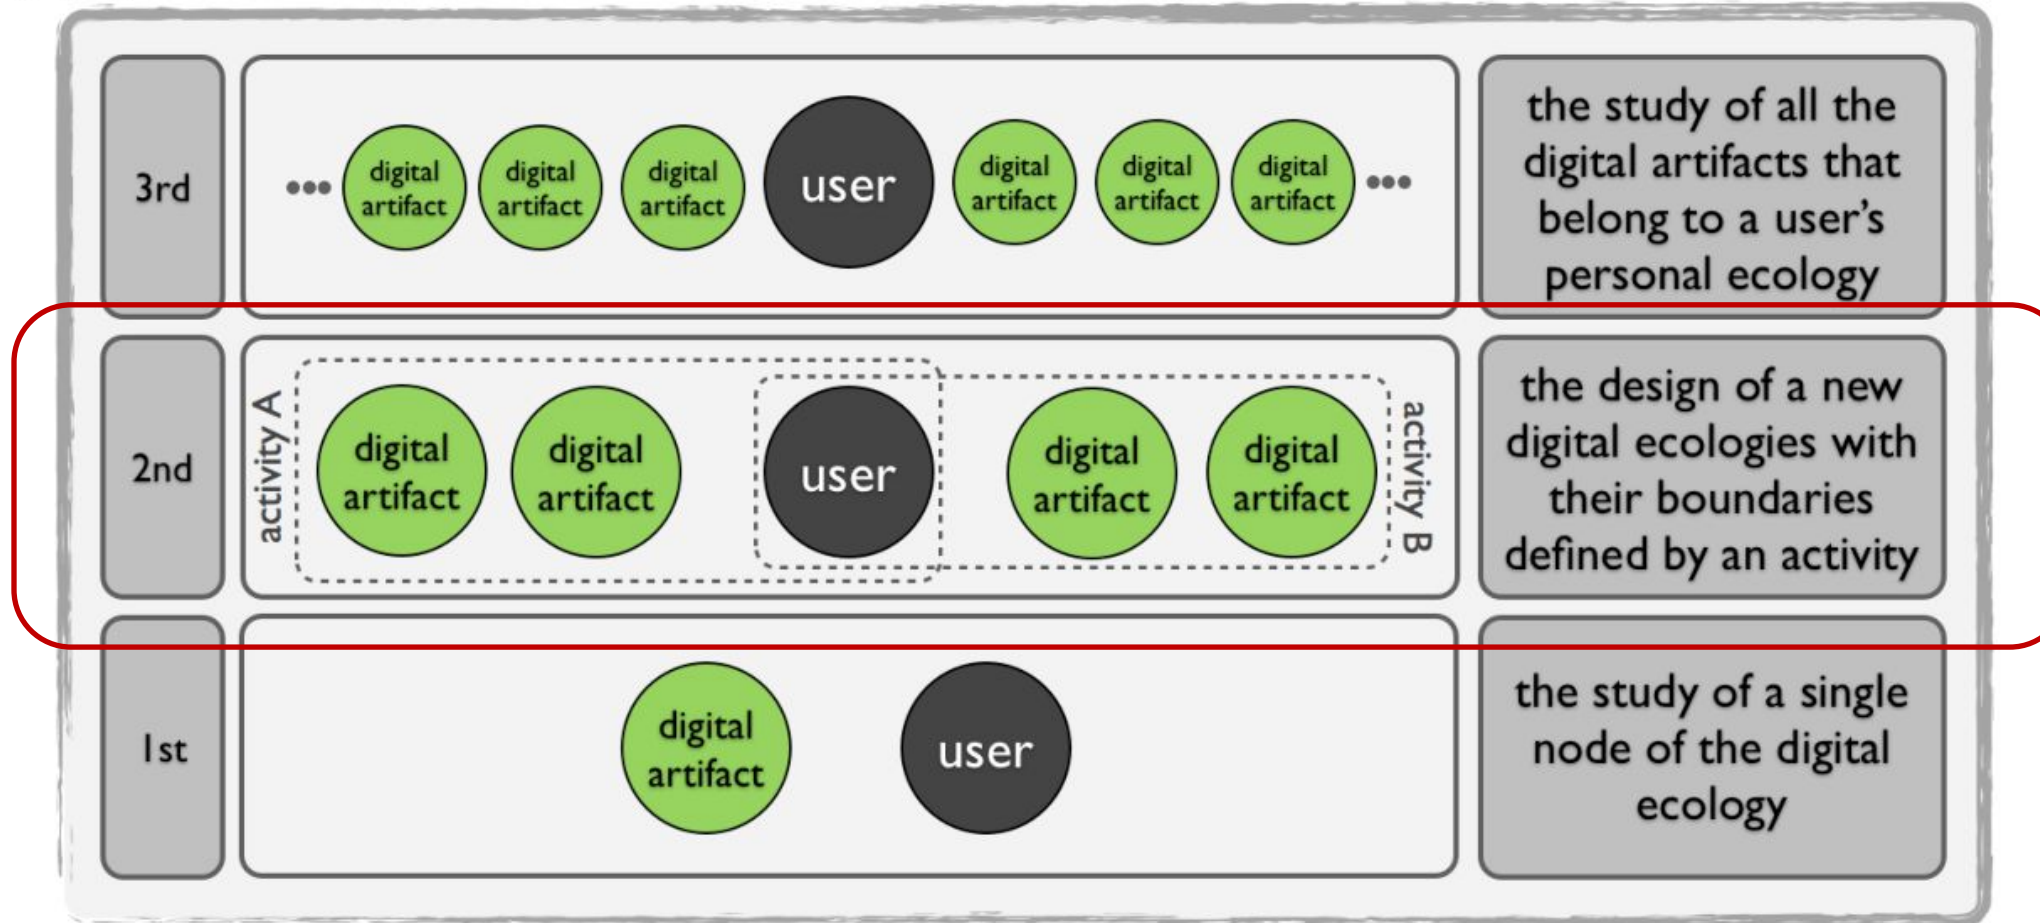 3rd
•••
digital
artifact
digital
artifact
digital
artifact
user
digital
artifact
digital
artifact
digital
artifact
•••
the study of all the
digital artifacts that
belong to a user's
personal ecology
2nd
activity A
digital
artifact
digital
artifact
user
digital
artifact
digital
artifact
activity B
the design of a new
digital ecologies with
their boundaries
defined by an activity
1st
digital
artifact
user
the study of a single
node of the digital
ecology